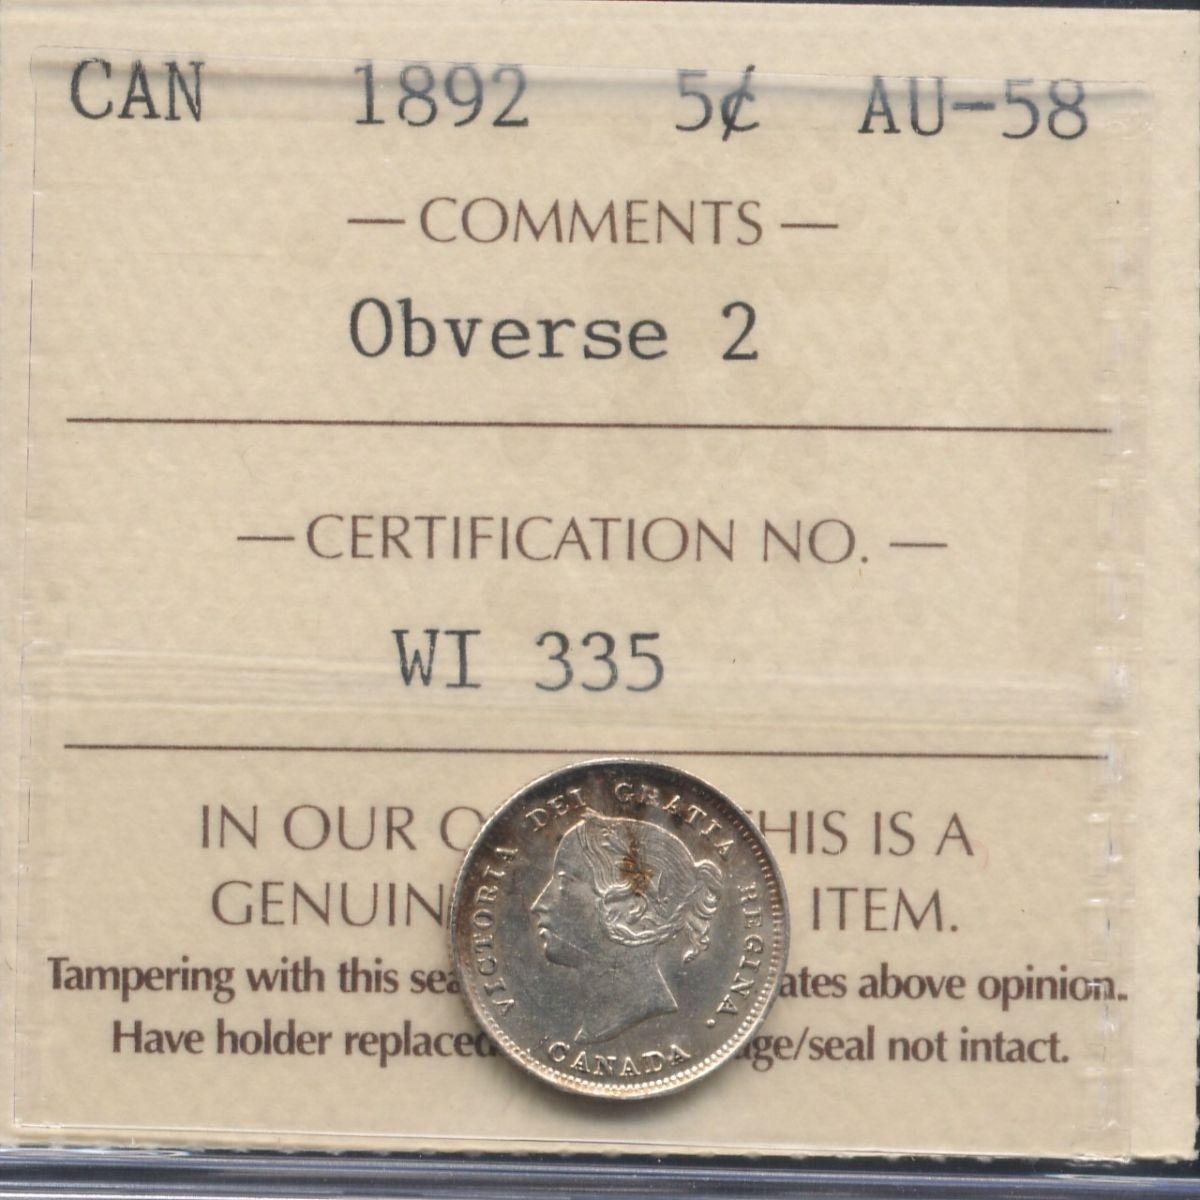 CAN 1892 5¢ AU-58
— COMMENTS —
Obverse 2
— CERTIFICATION NO. —
WI 335
IN OUR O HIS IS A
GENUIN ITEM.
Tampering with this sea ates above opinion.
Have holder replaced age/seal not intact.
VICTORIA DEI GRATIA REGINA.
CANADA